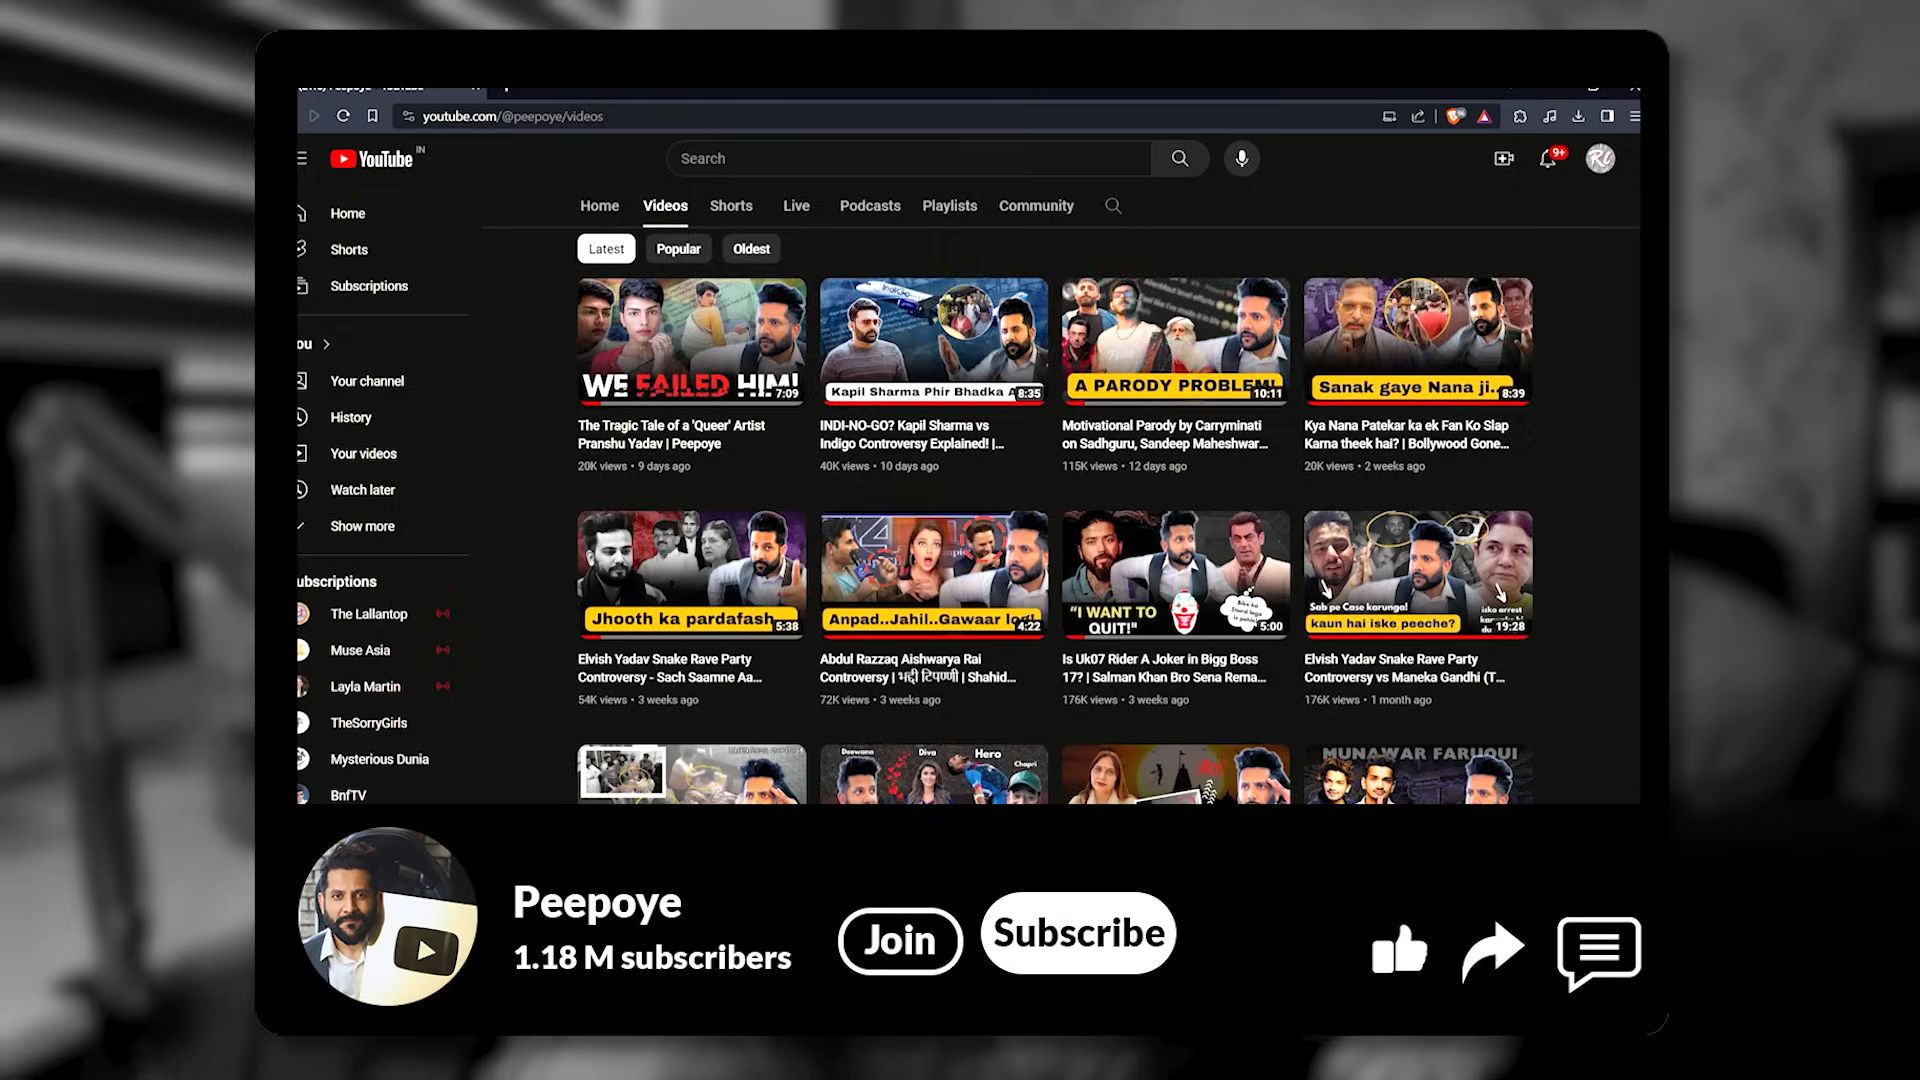 youtube.com/@peepoye/videos
YouTube IN
Search
9+
Home
Shorts
Subscriptions
ou
Your channel
History
Your videos
Watch later
Show more
ubscriptions
The Lallantop
Muse Asia
Layla Martin
TheSorryGirls
Mysterious Dunia
BnfTV
Home Videos Shorts Live Podcasts Playlists Community
Latest Popular Oldest
WE FAILED HIM!
7:09
The Tragic Tale of a 'Queer' Artist
Pranshu Yadav | Peepoye
20K views • 9 days ago
IndiGo
Kapil Sharma Phir Bhadka A
8:35
INDI-NO-GO? Kapil Sharma vs
Indigo Controversy Explained! |...
40K views • 10 days ago
A PARODY PROBLEM!
10:11
Motivational Parody by Carryminati
on Sadhguru, Sandeep Maheshwar...
115K views • 12 days ago
Sanak gaye Nana ji..
8:39
Kya Nana Patekar ka ek Fan Ko Slap
Karna theek hai? | Bollywood Gone...
20K views • 2 weeks ago
Jhooth ka pardafash
5:38
Elvish Yadav Snake Rave Party
Controversy - Sach Saamne Aa...
54K views • 3 weeks ago
Anpad..Jahil..Gawaar log
4:22
Abdul Razzaq Aishwarya Rai
Controversy | भद्दी टिपण्णी | Shahid...
72K views • 3 weeks ago
"I WANT TO
QUIT!"
5:00
Is Uk07 Rider A Joker in Bigg Boss
17? | Salman Khan Bro Sena Rema...
176K views • 3 weeks ago
Sab pe Case karunga!
kaun hai iske peeche?
iska arrest
19:28
Elvish Yadav Snake Rave Party
Controversy vs Maneka Gandhi (T...
176K views • 1 month ago
Deewana
Diva
Hero
Chapri
MUNAWAR FARUQUI
Peepoye
1.18 M subscribers
Join
Subscribe